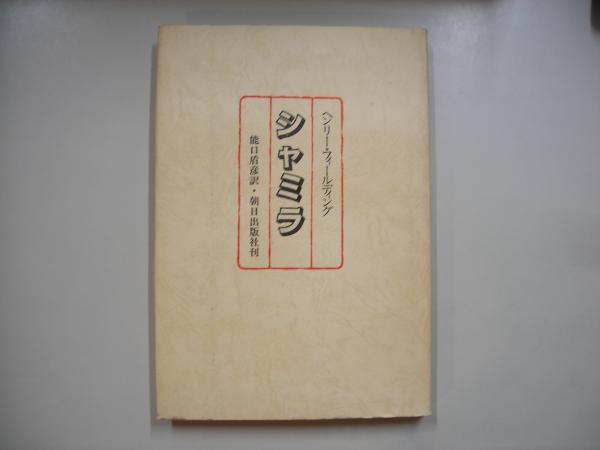 ヘンリー・フィールディング
シャミラ
能口盾彦訳・朝日出版社刊